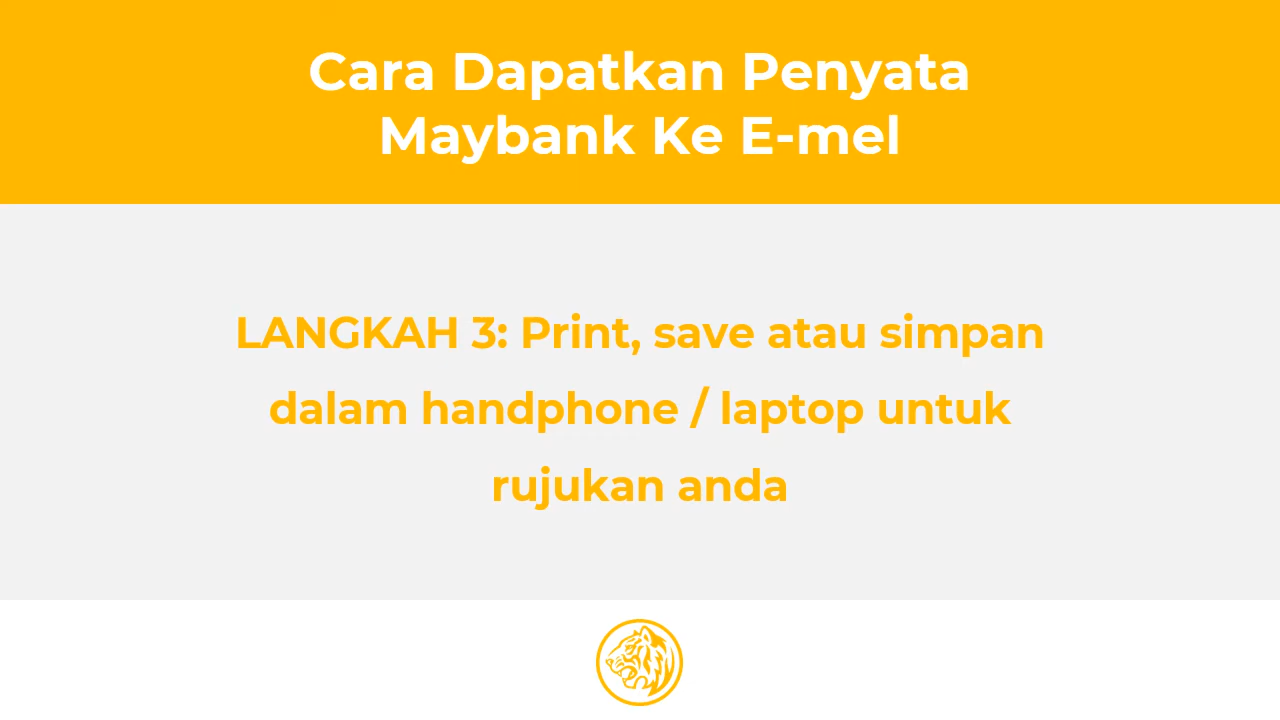 Cara Dapatkan Penyata
Maybank Ke E-mel
LANGKAH 3: Print, save atau simpan
dalam handphone / laptop untuk
rujukan anda